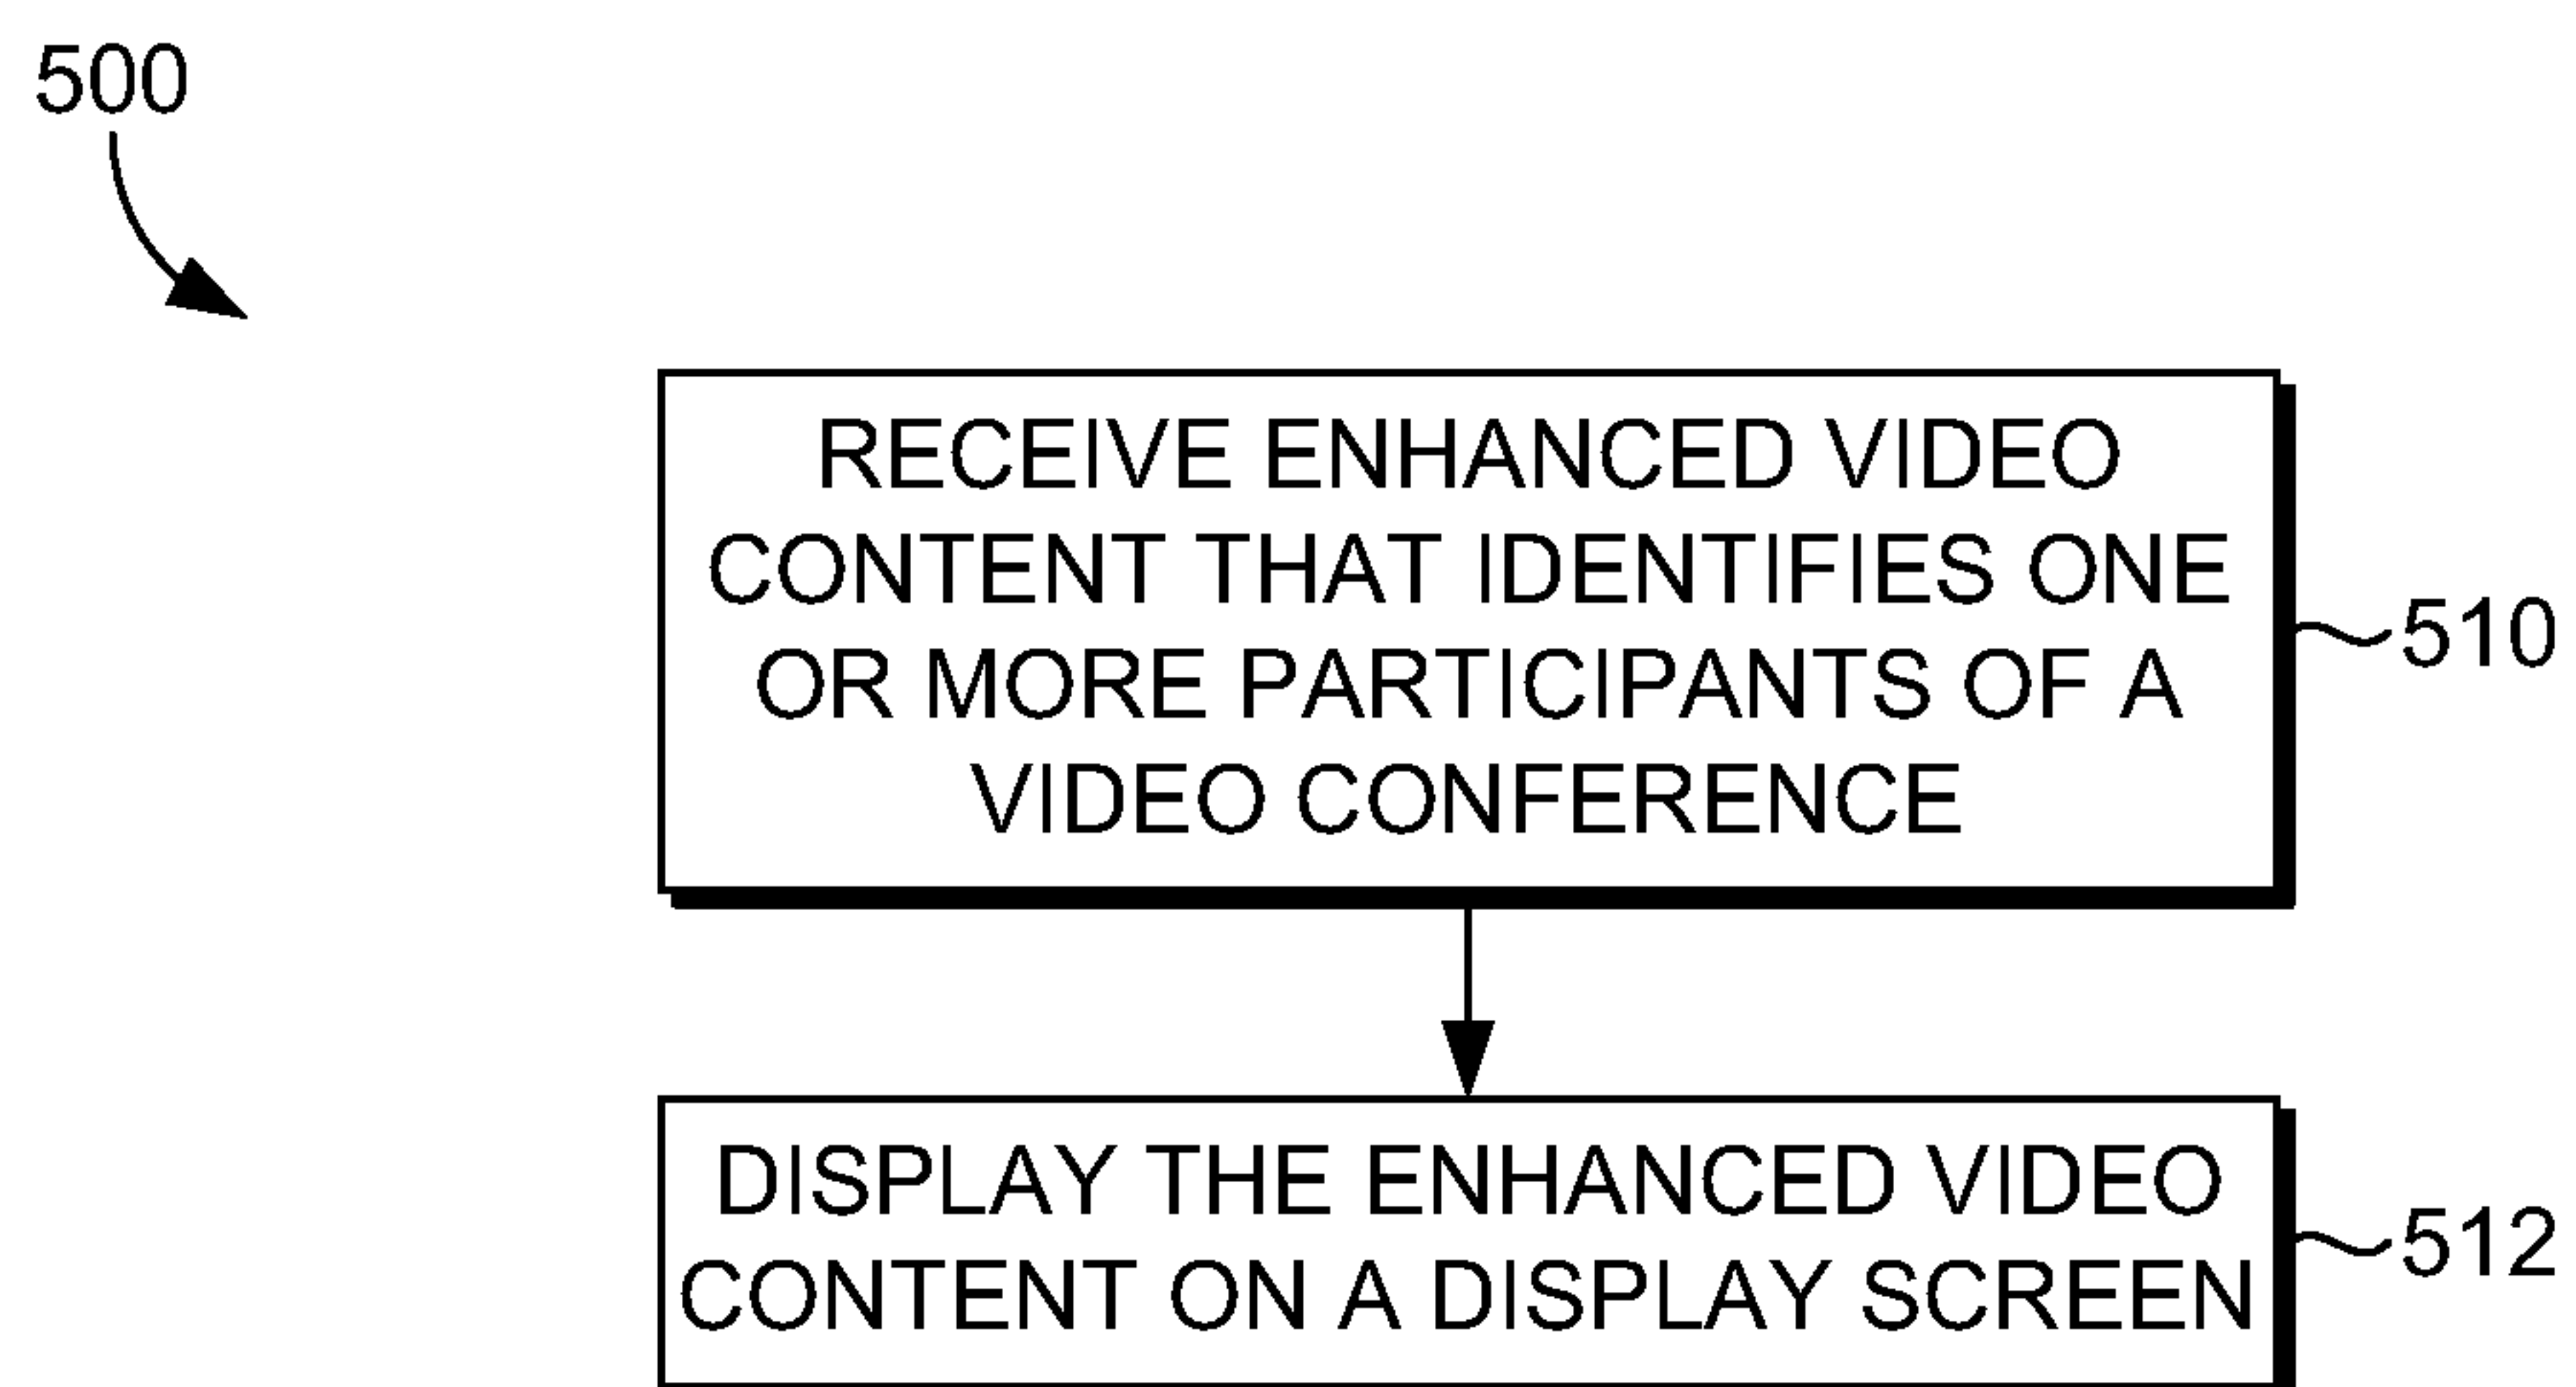 500
RECEIVE ENHANCED VIDEO
CONTENT THAT IDENTIFIES ONE
OR MORE PARTICIPANTS OF A
VIDEO CONFERENCE
510
DISPLAY THE ENHANCED VIDEO
CONTENT ON A DISPLAY SCREEN
512